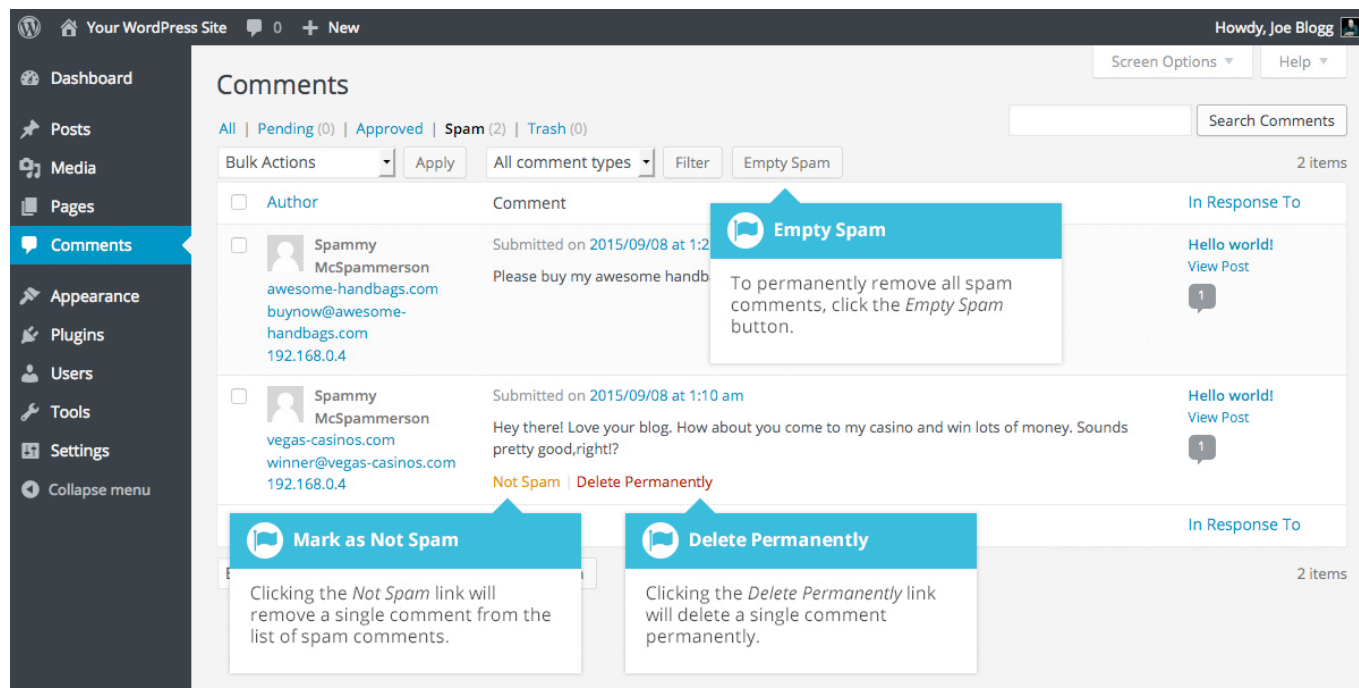 Your WordPress Site 0 + New Howdy, Joe Blogg
Screen Options Help
Dashboard
Posts
Media
Pages
Comments
Appearance
Plugins
Users
Tools
Settings
Collapse menu
Comments
All | Pending (0) | Approved | Spam (2) | Trash (0)
Search Comments
Bulk Actions Apply All comment types Filter Empty Spam 2 items
Author Comment In Response To
Spammy
McSpammerson
awesome-handbags.com
buynow@awesome-
handbags.com
192.168.0.4
Submitted on 2015/09/08 at 1:2
Please buy my awesome handb
Hello world!
View Post
1
Empty Spam
To permanently remove all spam
comments, click the Empty Spam
button.
Spammy
McSpammerson
vegas-casinos.com
winner@vegas-casinos.com
192.168.0.4
Submitted on 2015/09/08 at 1:10 am
Hey there! Love your blog. How about you come to my casino and win lots of money. Sounds
pretty good,right!?
Not Spam | Delete Permanently
Hello world!
View Post
1
In Response To
2 items
Mark as Not Spam
Clicking the Not Spam link will
remove a single comment from the
list of spam comments.
Delete Permanently
Clicking the Delete Permanently link
will delete a single comment
permanently.